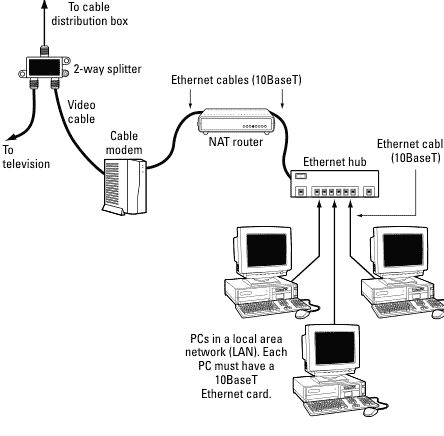 To cable
distribution box
2-way splitter
Ethernet cables (10BaseT)
Video
cable
Cable
modem
NAT router
To
television
Ethernet hub
Ethernet cabl
(10BaseT)
PCs in a local area
network (LAN). Each
PC must have a
10BaseT
Ethernet card.